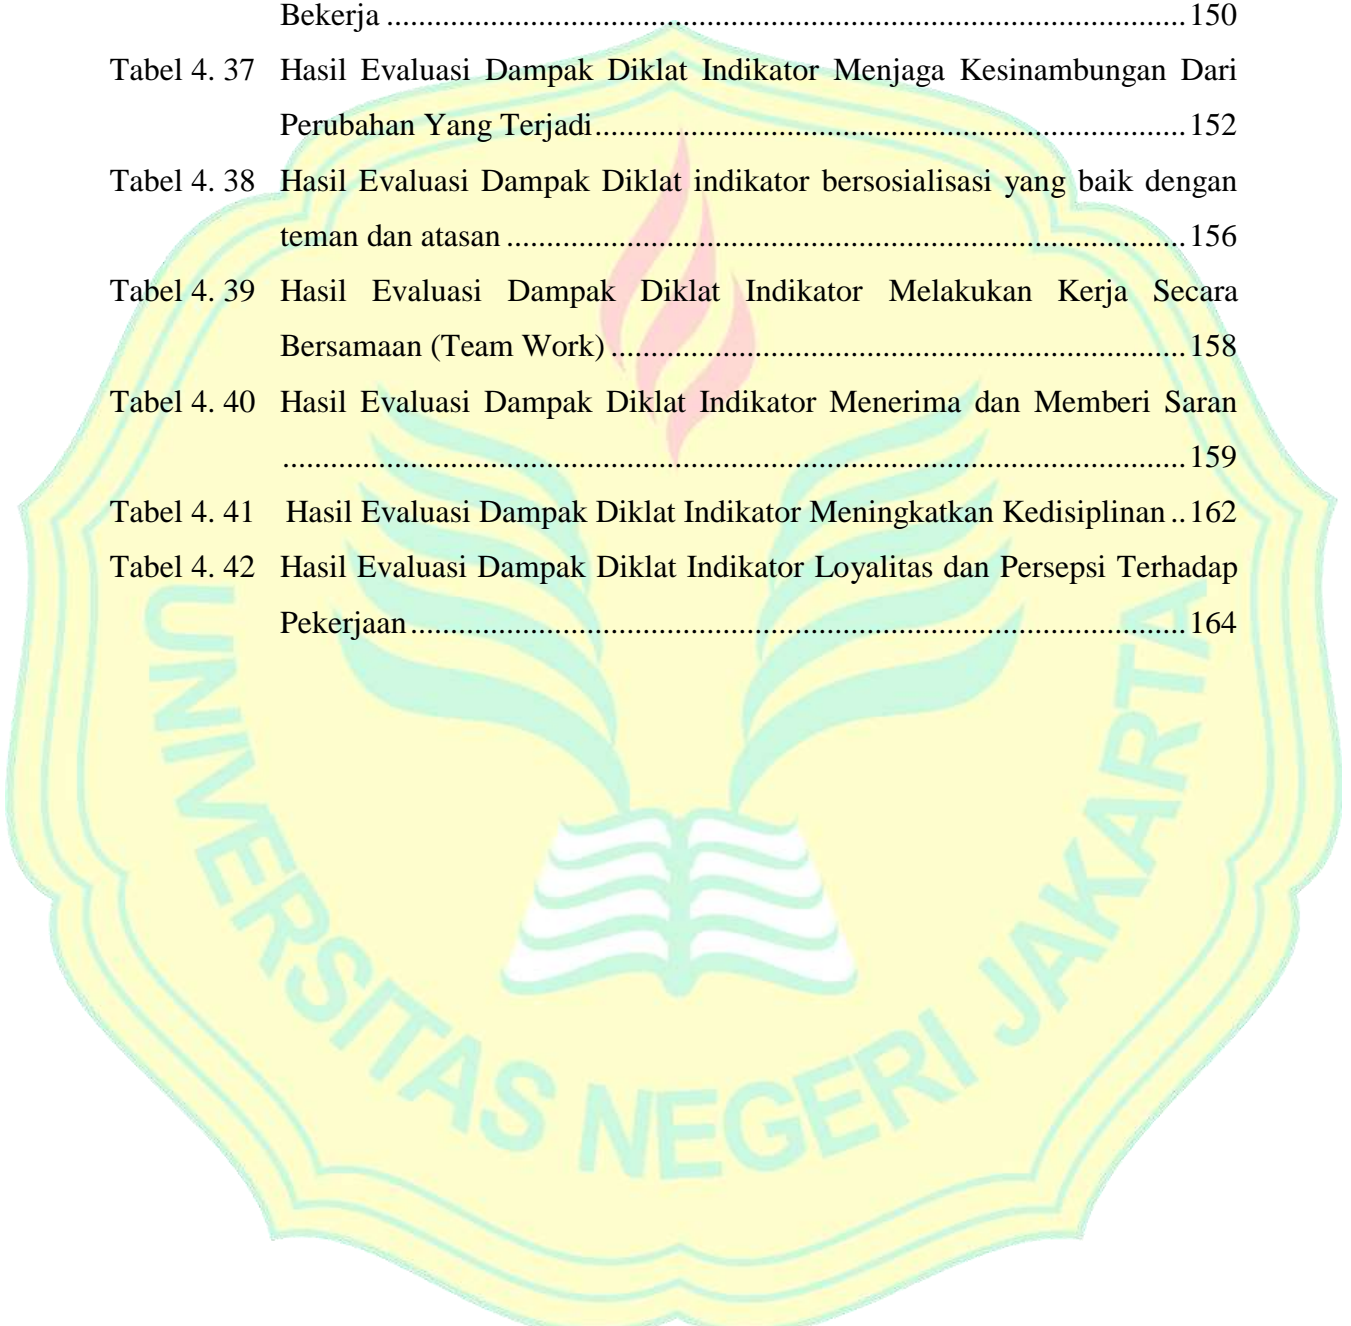 Bekerja ........................................................................................................ 150
Tabel 4. 37 Hasil Evaluasi Dampak Diklat Indikator Menjaga Kesinambungan Dari
Perubahan Yang Terjadi ........................................................................... 152
Tabel 4. 38 Hasil Evaluasi Dampak Diklat indikator bersosialisasi yang baik dengan
teman dan atasan ...................................................................................... 156
Tabel 4. 39 Hasil Evaluasi Dampak Diklat Indikator Melakukan Kerja Secara
Bersamaan (Team Work) ......................................................................... 158
Tabel 4. 40 Hasil Evaluasi Dampak Diklat Indikator Menerima dan Memberi Saran
................................................................................................................... 159
Tabel 4. 41 Hasil Evaluasi Dampak Diklat Indikator Meningkatkan Kedisiplinan .. 162
Tabel 4. 42 Hasil Evaluasi Dampak Diklat Indikator Loyalitas dan Persepsi Terhadap
Pekerjaan ................................................................................................... 164
UNIVERSITAS NEGERI JAKARTA